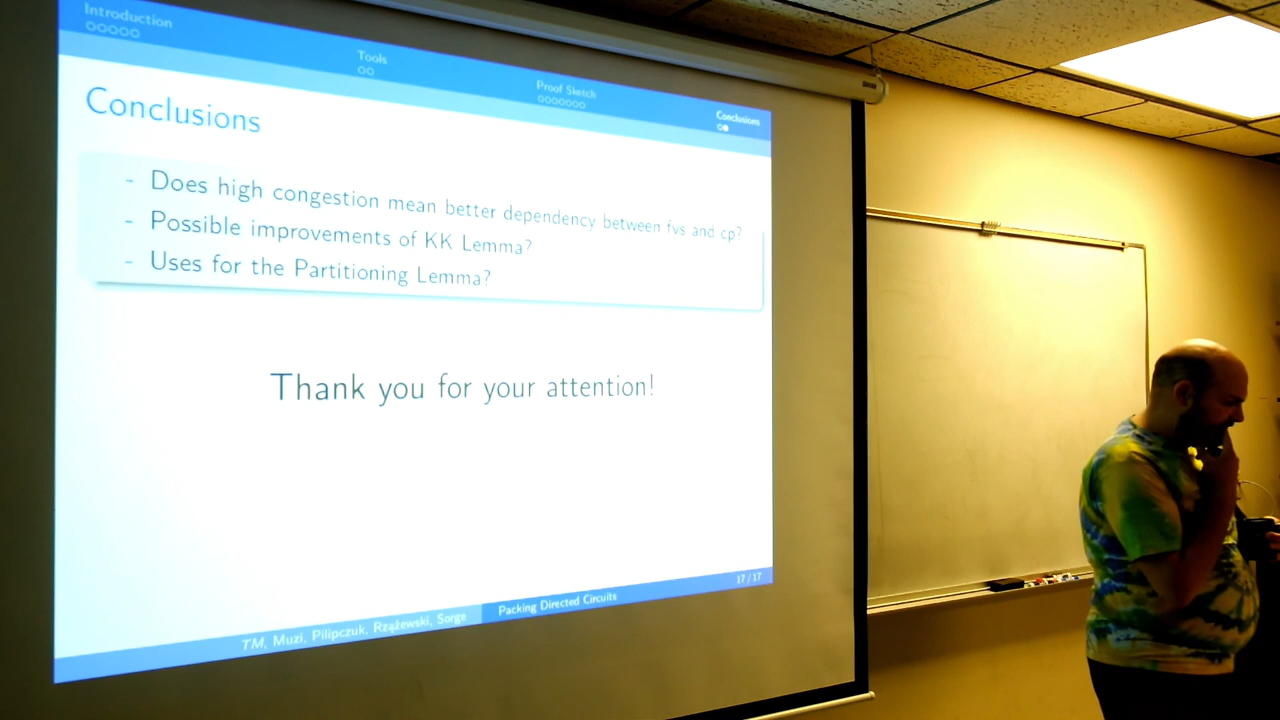 Introduction
Tools
Proof Sketch
Conclusions
Conclusions
- Does high congestion mean better dependency between fvs and cp?
- Possible improvements of KK Lemma?
- Uses for the Partitioning Lemma?
Thank you for your attention!
17 / 17
TM, Muzi, Pilipczuk, Rzążewski, Sorge
Packing Directed Circuits